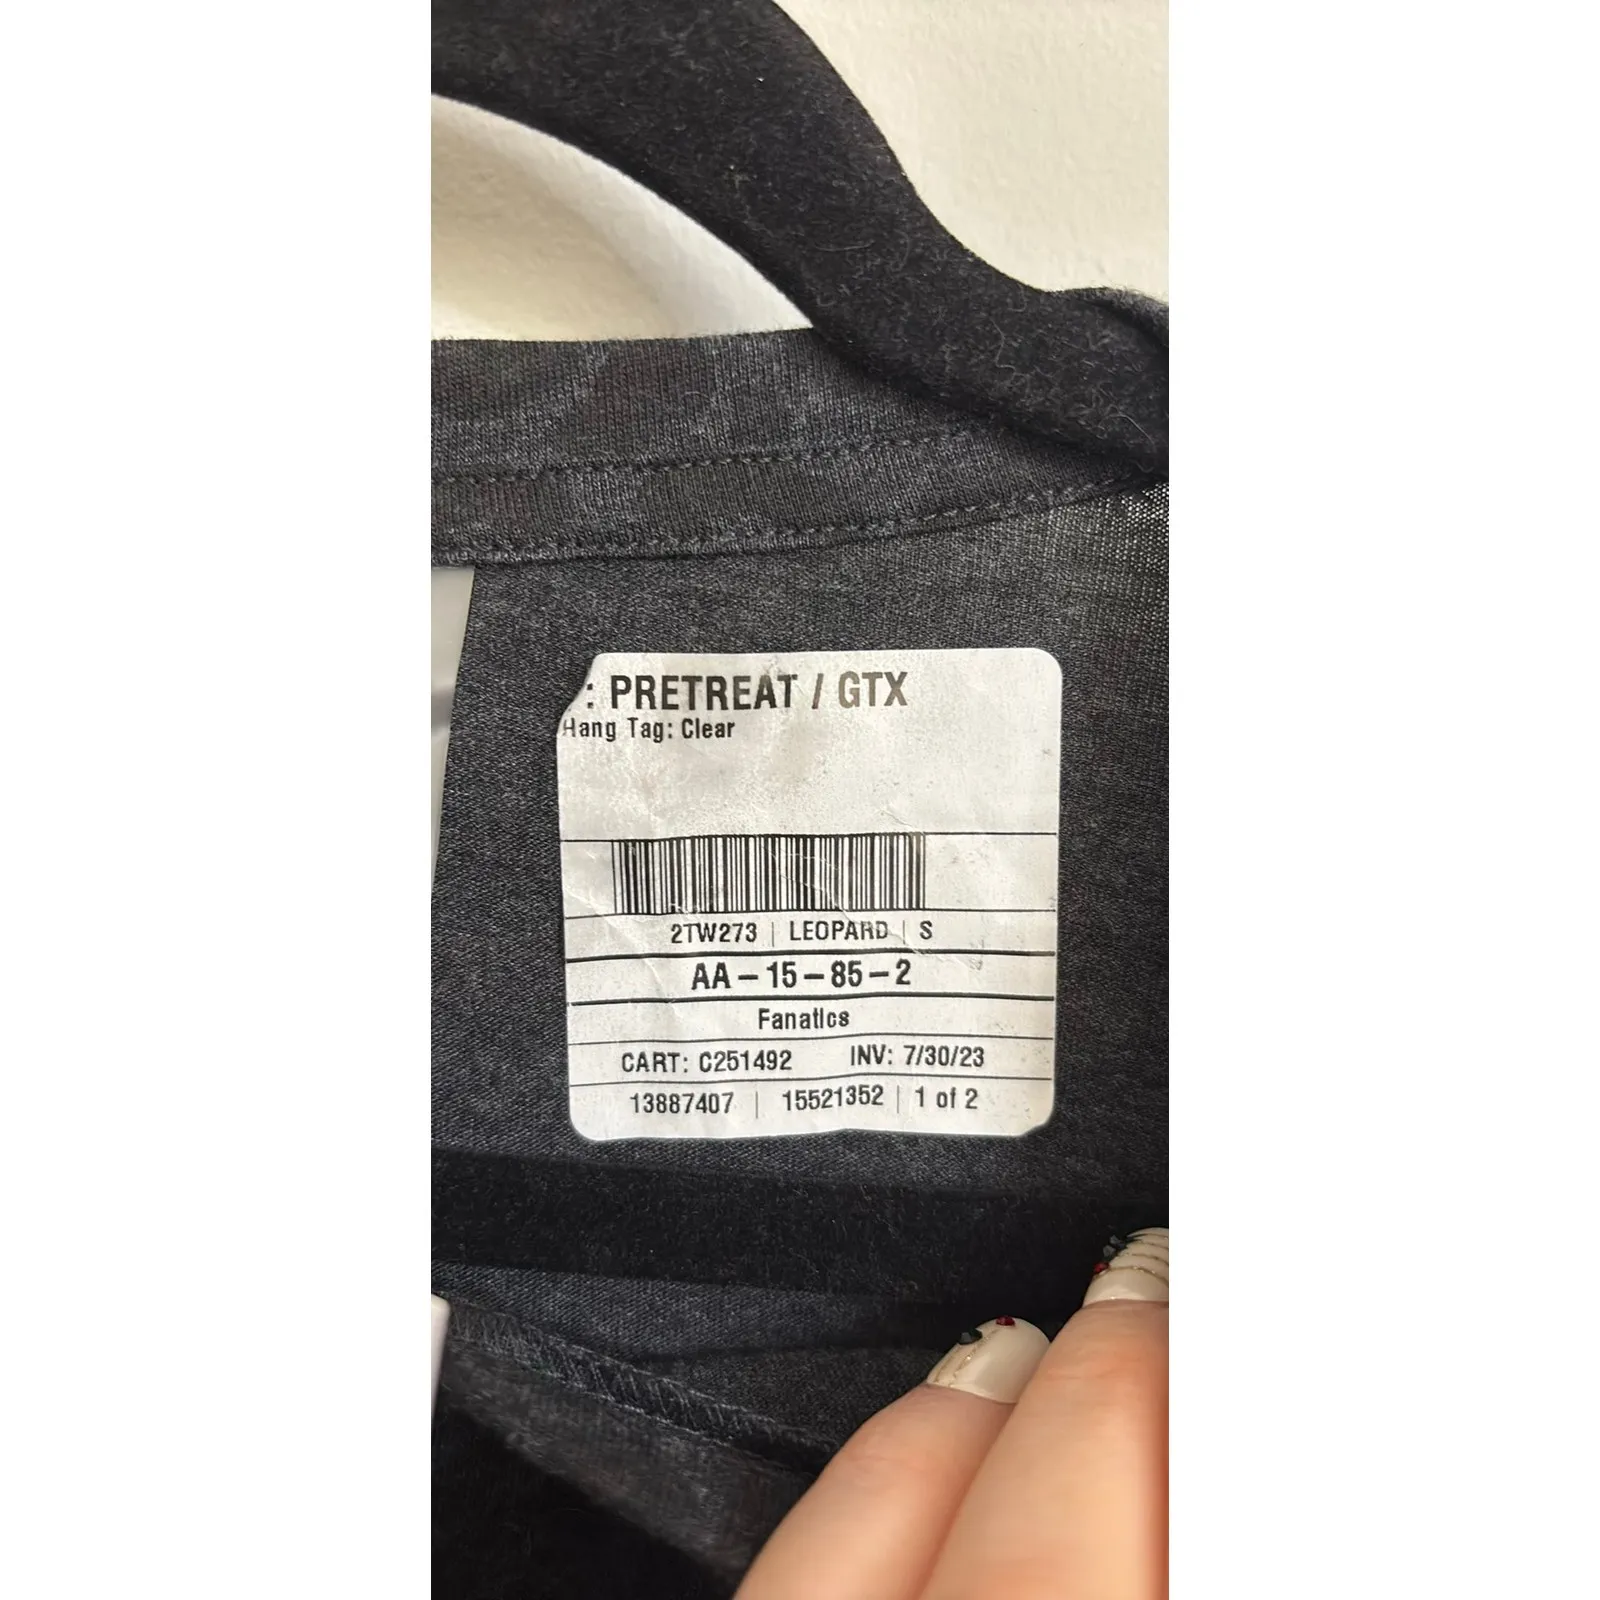 : PRETREAT / GTX
Hang Tag: Clear
2TW273 | LEOPARD | S
AA-15-85-2
Fanatics
CART: C251492 INV: 7/30/23
13887407 | 15521352 | 1 of 2